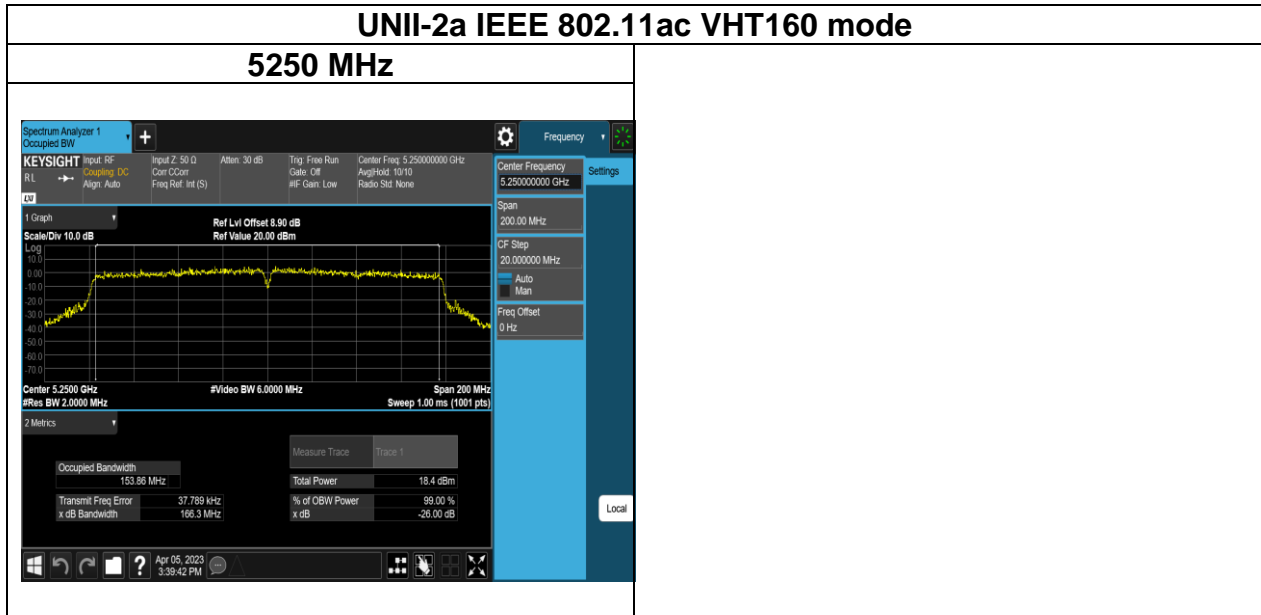 UNII-2a IEEE 802.11ac VHT160 mode
5250 MHz
Spectrum Analyzer 1
Occupied BW
+
Frequency
KEYSIGHT
RL
LXI
Input: RF
Coupling: DC
Align: Auto
Input Z: 50 Ω
Corr CCorr
Freq Ref: Int (S)
Atten: 30 dB
Trig: Free Run
Gate: Off
#IF Gain: Low
Center Freq: 5.250000000 GHz
Avg|Hold: 10/10
Radio Std: None
Center Frequency
5.250000000 GHz
Settings
Span
200.00 MHz
CF Step
20.000000 MHz
Auto
Man
Freq Offset
0 Hz
Local
1 Graph
Scale/Div 10.0 dB
Ref Lvl Offset 8.90 dB
Ref Value 20.00 dBm
Log
10.0
0.00
-10.0
-20.0
-30.0
-40.0
-50.0
-60.0
-70.0
Center 5.2500 GHz
#Video BW 6.0000 MHz
Span 200 MHz
#Res BW 2.0000 MHz
Sweep 1.00 ms (1001 pts)
2 Metrics
Measure Trace
Trace 1
Occupied Bandwidth
153.86 MHz
Total Power
18.4 dBm
Transmit Freq Error
37.789 kHz
% of OBW Power
99.00 %
x dB Bandwidth
166.3 MHz
x dB
-26.00 dB
?
Apr 05, 2023
3:39:42 PM